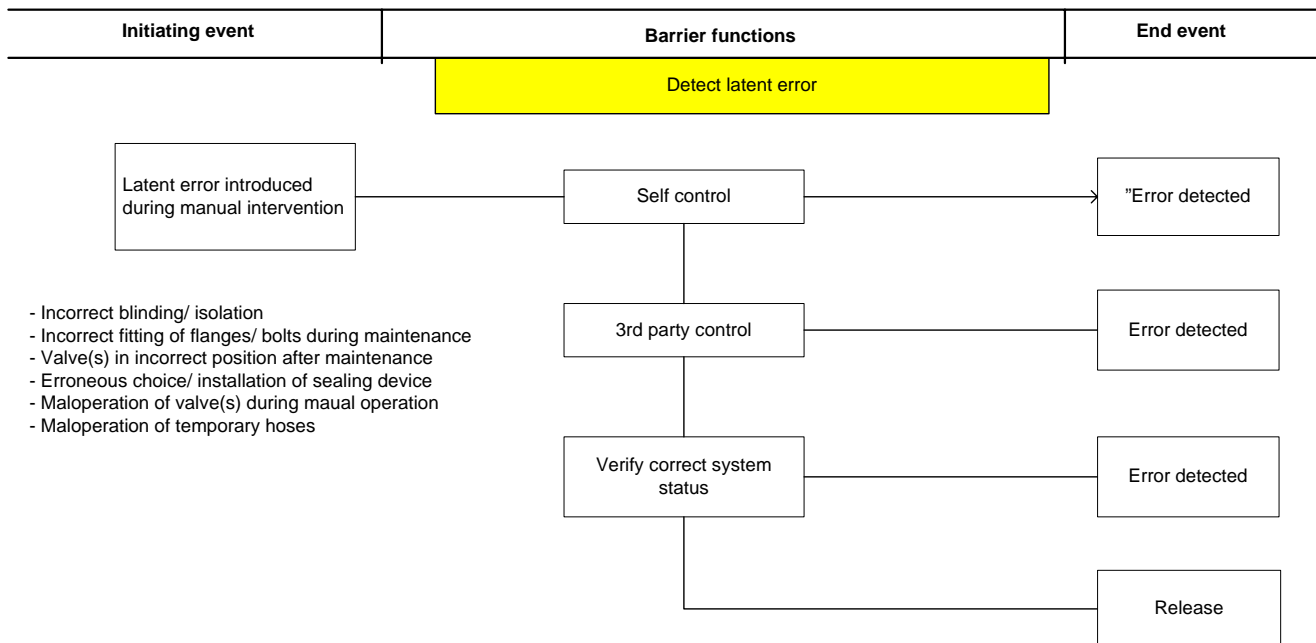 Initiating event
Barrier functions
End event
Detect latent error
Latent error introduced
during manual intervention
Self control
”Error detected
- Incorrect blinding/ isolation
- Incorrect fitting of flanges/ bolts during maintenance
- Valve(s) in incorrect position after maintenance
- Erroneous choice/ installation of sealing device
- Maloperation of valve(s) during maual operation
- Maloperation of temporary hoses
3rd party control
Error detected
Verify correct system
status
Error detected
Release